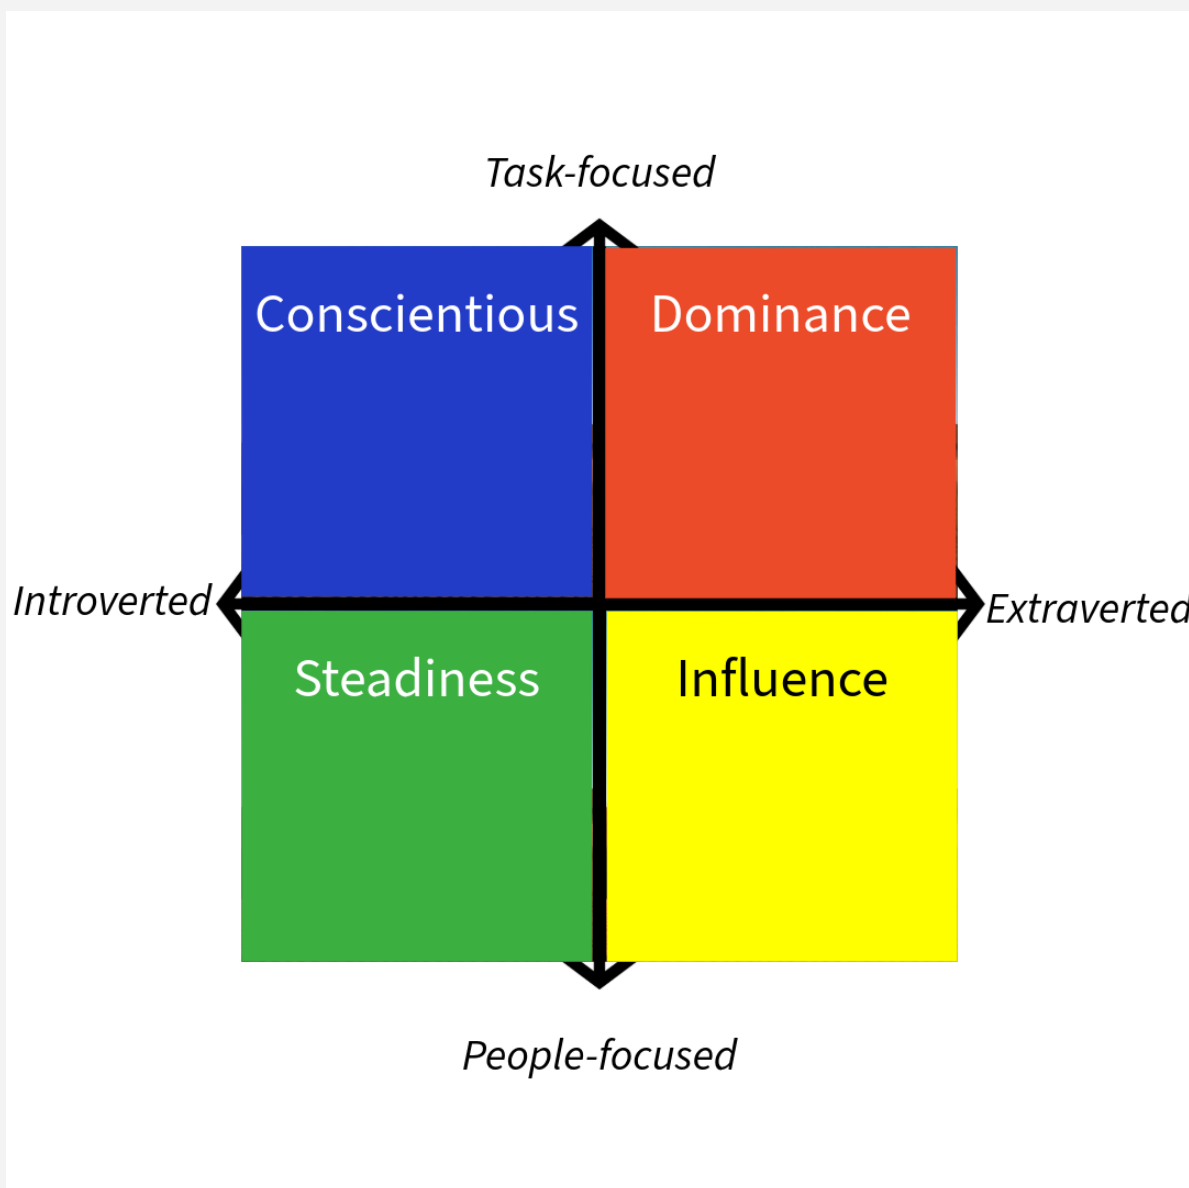 Task-focused
Conscientious
Dominance
Introverted
Extraverted
Steadiness
Influence
People-focused